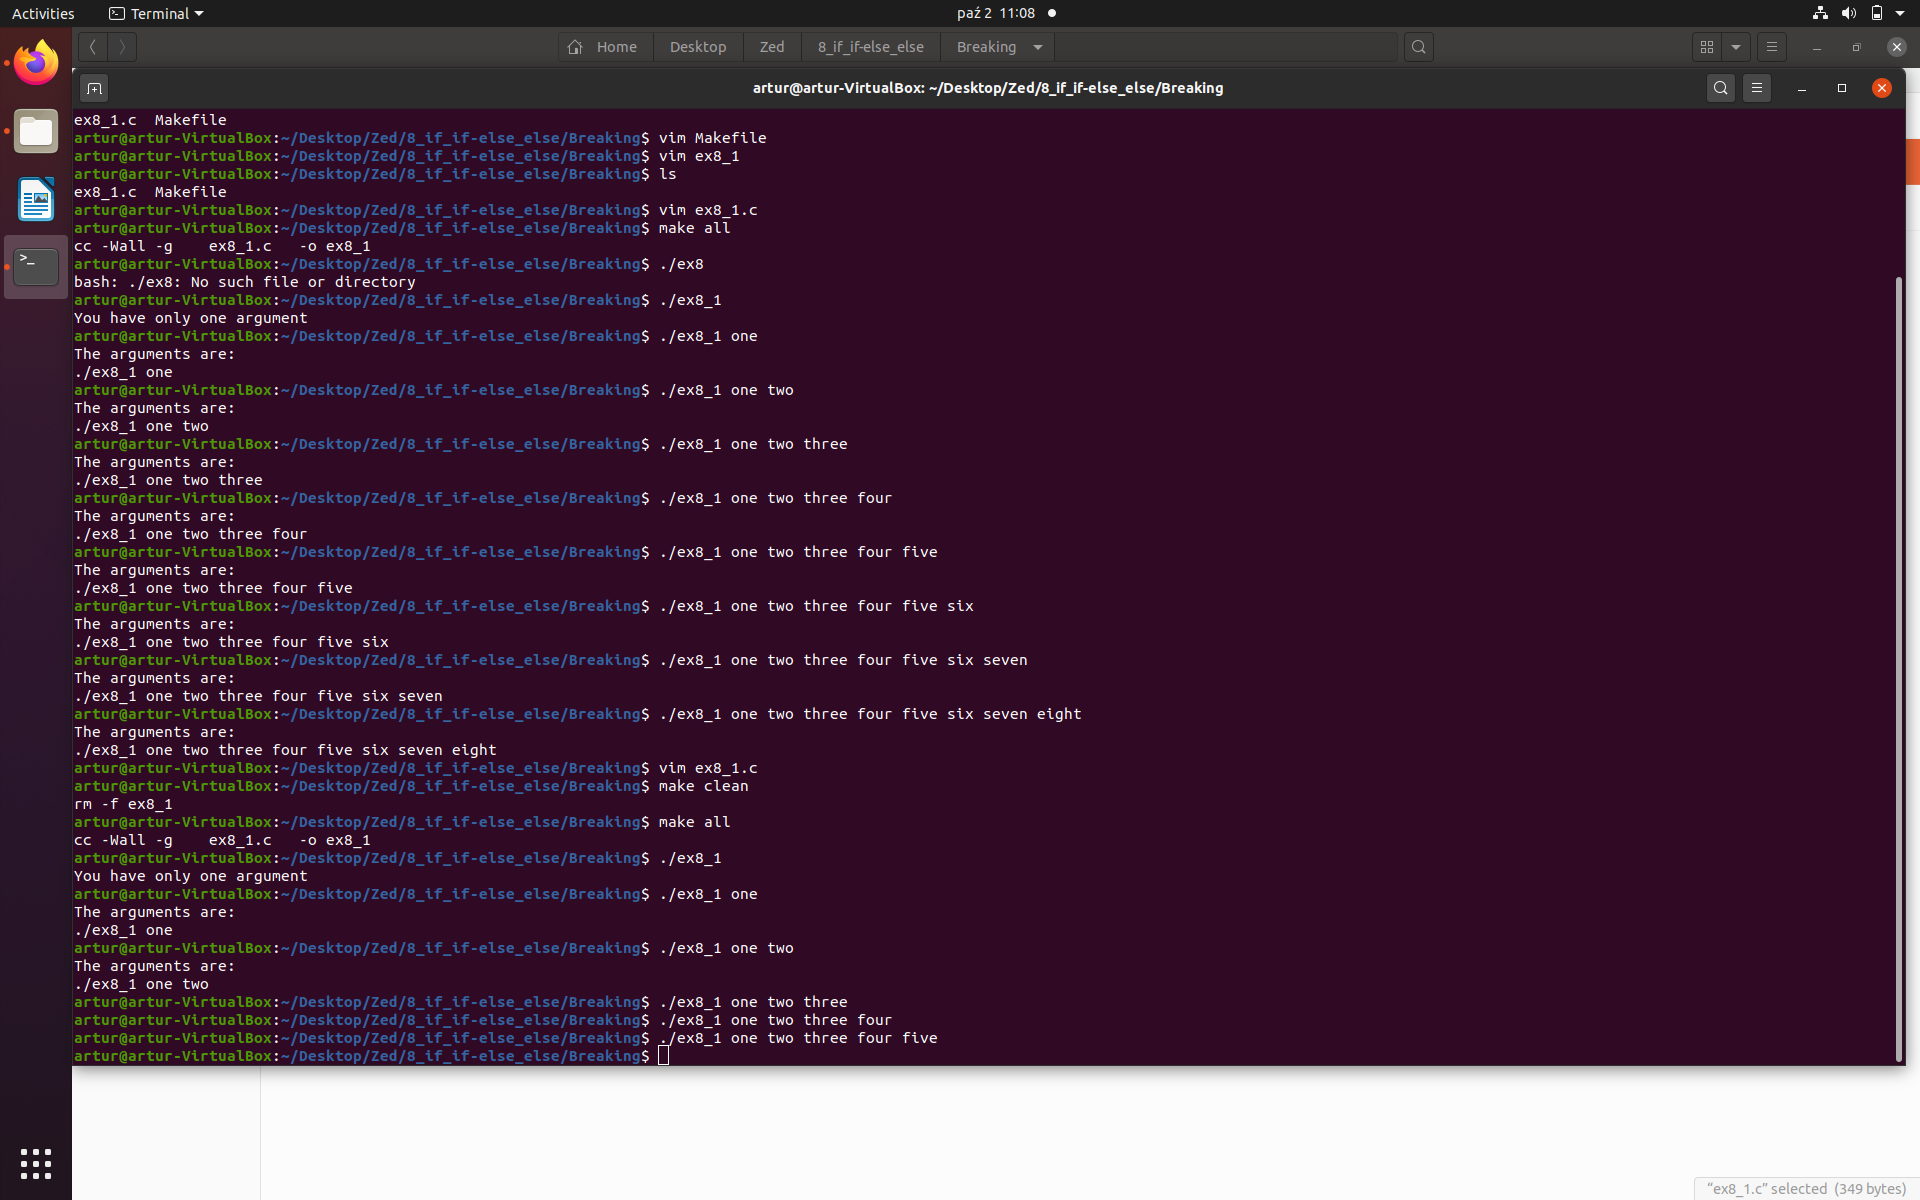 Activities Terminal paź 2 11:08
Home Desktop Zed 8_if_if-else_else Breaking
artur@artur-VirtualBox: ~/Desktop/Zed/8_if_if-else_else/Breaking
ex8_1.c  Makefile
artur@artur-VirtualBox:~/Desktop/Zed/8_if_if-else_else/Breaking$ vim Makefile
artur@artur-VirtualBox:~/Desktop/Zed/8_if_if-else_else/Breaking$ vim ex8_1
artur@artur-VirtualBox:~/Desktop/Zed/8_if_if-else_else/Breaking$ ls
ex8_1.c  Makefile
artur@artur-VirtualBox:~/Desktop/Zed/8_if_if-else_else/Breaking$ vim ex8_1.c
artur@artur-VirtualBox:~/Desktop/Zed/8_if_if-else_else/Breaking$ make all
cc -Wall -g    ex8_1.c   -o ex8_1
artur@artur-VirtualBox:~/Desktop/Zed/8_if_if-else_else/Breaking$ ./ex8
bash: ./ex8: No such file or directory
artur@artur-VirtualBox:~/Desktop/Zed/8_if_if-else_else/Breaking$ ./ex8_1
You have only one argument
artur@artur-VirtualBox:~/Desktop/Zed/8_if_if-else_else/Breaking$ ./ex8_1 one
The arguments are:
./ex8_1 one
artur@artur-VirtualBox:~/Desktop/Zed/8_if_if-else_else/Breaking$ ./ex8_1 one two
The arguments are:
./ex8_1 one two
artur@artur-VirtualBox:~/Desktop/Zed/8_if_if-else_else/Breaking$ ./ex8_1 one two three
The arguments are:
./ex8_1 one two three
artur@artur-VirtualBox:~/Desktop/Zed/8_if_if-else_else/Breaking$ ./ex8_1 one two three four
The arguments are:
./ex8_1 one two three four
artur@artur-VirtualBox:~/Desktop/Zed/8_if_if-else_else/Breaking$ ./ex8_1 one two three four five
The arguments are:
./ex8_1 one two three four five
artur@artur-VirtualBox:~/Desktop/Zed/8_if_if-else_else/Breaking$ ./ex8_1 one two three four five six
The arguments are:
./ex8_1 one two three four five six
artur@artur-VirtualBox:~/Desktop/Zed/8_if_if-else_else/Breaking$ ./ex8_1 one two three four five six seven
The arguments are:
./ex8_1 one two three four five six seven
artur@artur-VirtualBox:~/Desktop/Zed/8_if_if-else_else/Breaking$ ./ex8_1 one two three four five six seven eight
The arguments are:
./ex8_1 one two three four five six seven eight
artur@artur-VirtualBox:~/Desktop/Zed/8_if_if-else_else/Breaking$ vim ex8_1.c
artur@artur-VirtualBox:~/Desktop/Zed/8_if_if-else_else/Breaking$ make clean
rm -f ex8_1
artur@artur-VirtualBox:~/Desktop/Zed/8_if_if-else_else/Breaking$ make all
cc -Wall -g    ex8_1.c   -o ex8_1
artur@artur-VirtualBox:~/Desktop/Zed/8_if_if-else_else/Breaking$ ./ex8_1
You have only one argument
artur@artur-VirtualBox:~/Desktop/Zed/8_if_if-else_else/Breaking$ ./ex8_1 one
The arguments are:
./ex8_1 one
artur@artur-VirtualBox:~/Desktop/Zed/8_if_if-else_else/Breaking$ ./ex8_1 one two
The arguments are:
./ex8_1 one two
artur@artur-VirtualBox:~/Desktop/Zed/8_if_if-else_else/Breaking$ ./ex8_1 one two three
artur@artur-VirtualBox:~/Desktop/Zed/8_if_if-else_else/Breaking$ ./ex8_1 one two three four
artur@artur-VirtualBox:~/Desktop/Zed/8_if_if-else_else/Breaking$ ./ex8_1 one two three four five
artur@artur-VirtualBox:~/Desktop/Zed/8_if_if-else_else/Breaking$
"ex8_1.c" selected (349 bytes)